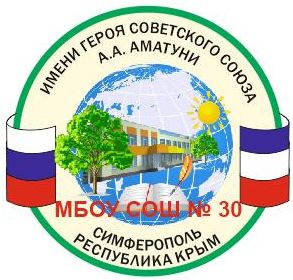 ИМЕНИ ГЕРОЯ СОВЕТСКОГО СОЮЗА
А.А. АМАТУНИ
МБОУ СОШ № 30
СИМФЕРОПОЛЬ
РЕСПУБЛИКА КРЫМ